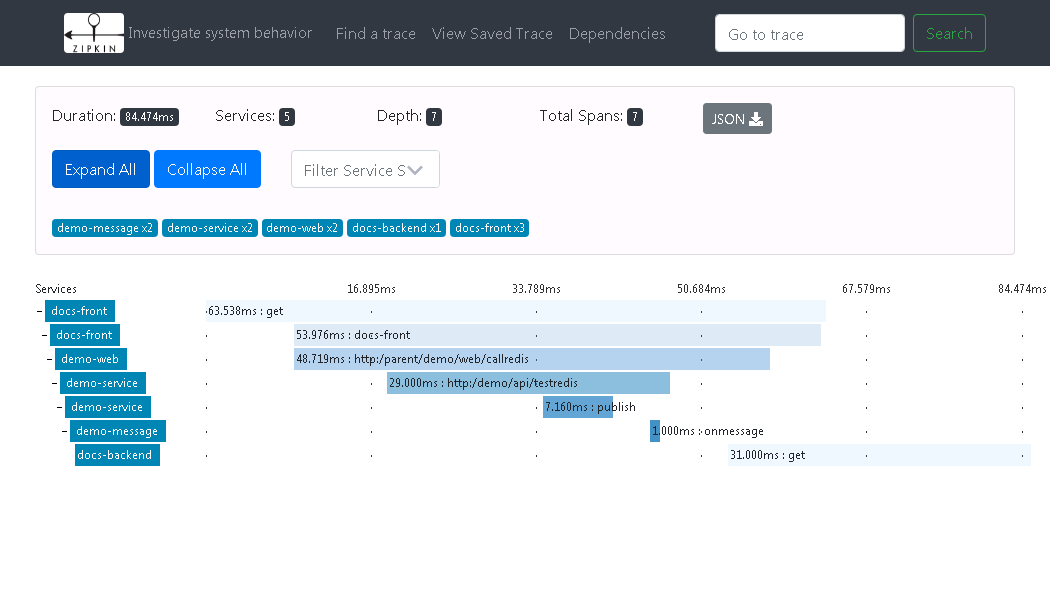 ZIPKIN Investigate system behavior Find a trace View Saved Trace Dependencies Go to trace Search
Duration: 84.474ms Services: 5 Depth: 7 Total Spans: 7 JSON
Expand All Collapse All Filter Service S
demo-message x2 demo-service x2 demo-web x2 docs-backend x1 docs-front x3
Services 16.895ms 33.789ms 50.684ms 67.579ms 84.474ms
- docs-front 63.538ms : get
- docs-front 53.976ms : docs-front
- demo-web 48.719ms : http:/parent/demo/web/callredis
- demo-service 29.000ms : http:/demo/api/testredis
- demo-service 7.160ms : publish
- demo-message 1.000ms : onmessage
docs-backend 31.000ms : get